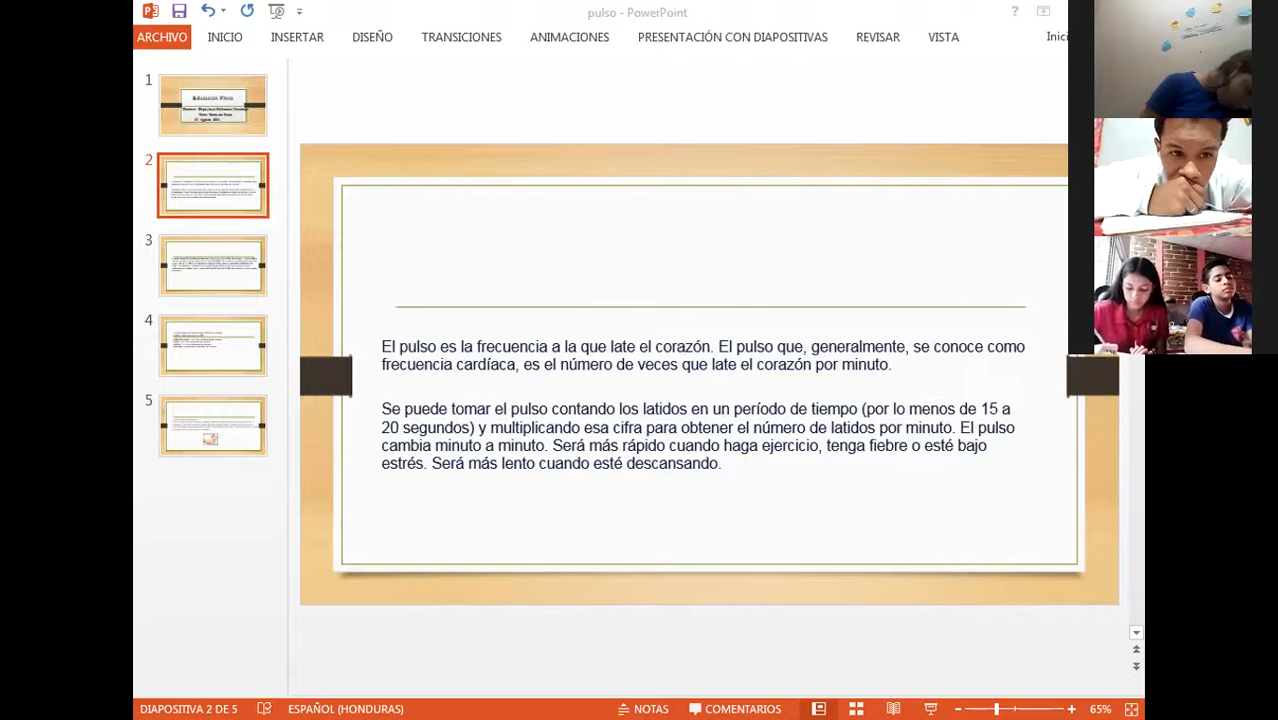 pulso - PowerPoint
ARCHIVO INICIO INSERTAR DISEÑO TRANSICIONES ANIMACIONES PRESENTACIÓN CON DIAPOSITIVAS REVISAR VISTA Inici
1
2
3
4
5
El pulso es la frecuencia a la que late el corazón. El pulso que, generalmente, se conoce como
frecuencia cardíaca, es el número de veces que late el corazón por minuto.
Se puede tomar el pulso contando los latidos en un período de tiempo (por lo menos de 15 a
20 segundos) y multiplicando esa cifra para obtener el número de latidos por minuto. El pulso
cambia minuto a minuto. Será más rápido cuando haga ejercicio, tenga fiebre o esté bajo
estrés. Será más lento cuando esté descansando.
DIAPOSITIVA 2 DE 5 ESPAÑOL (HONDURAS) NOTAS COMENTARIOS 65%